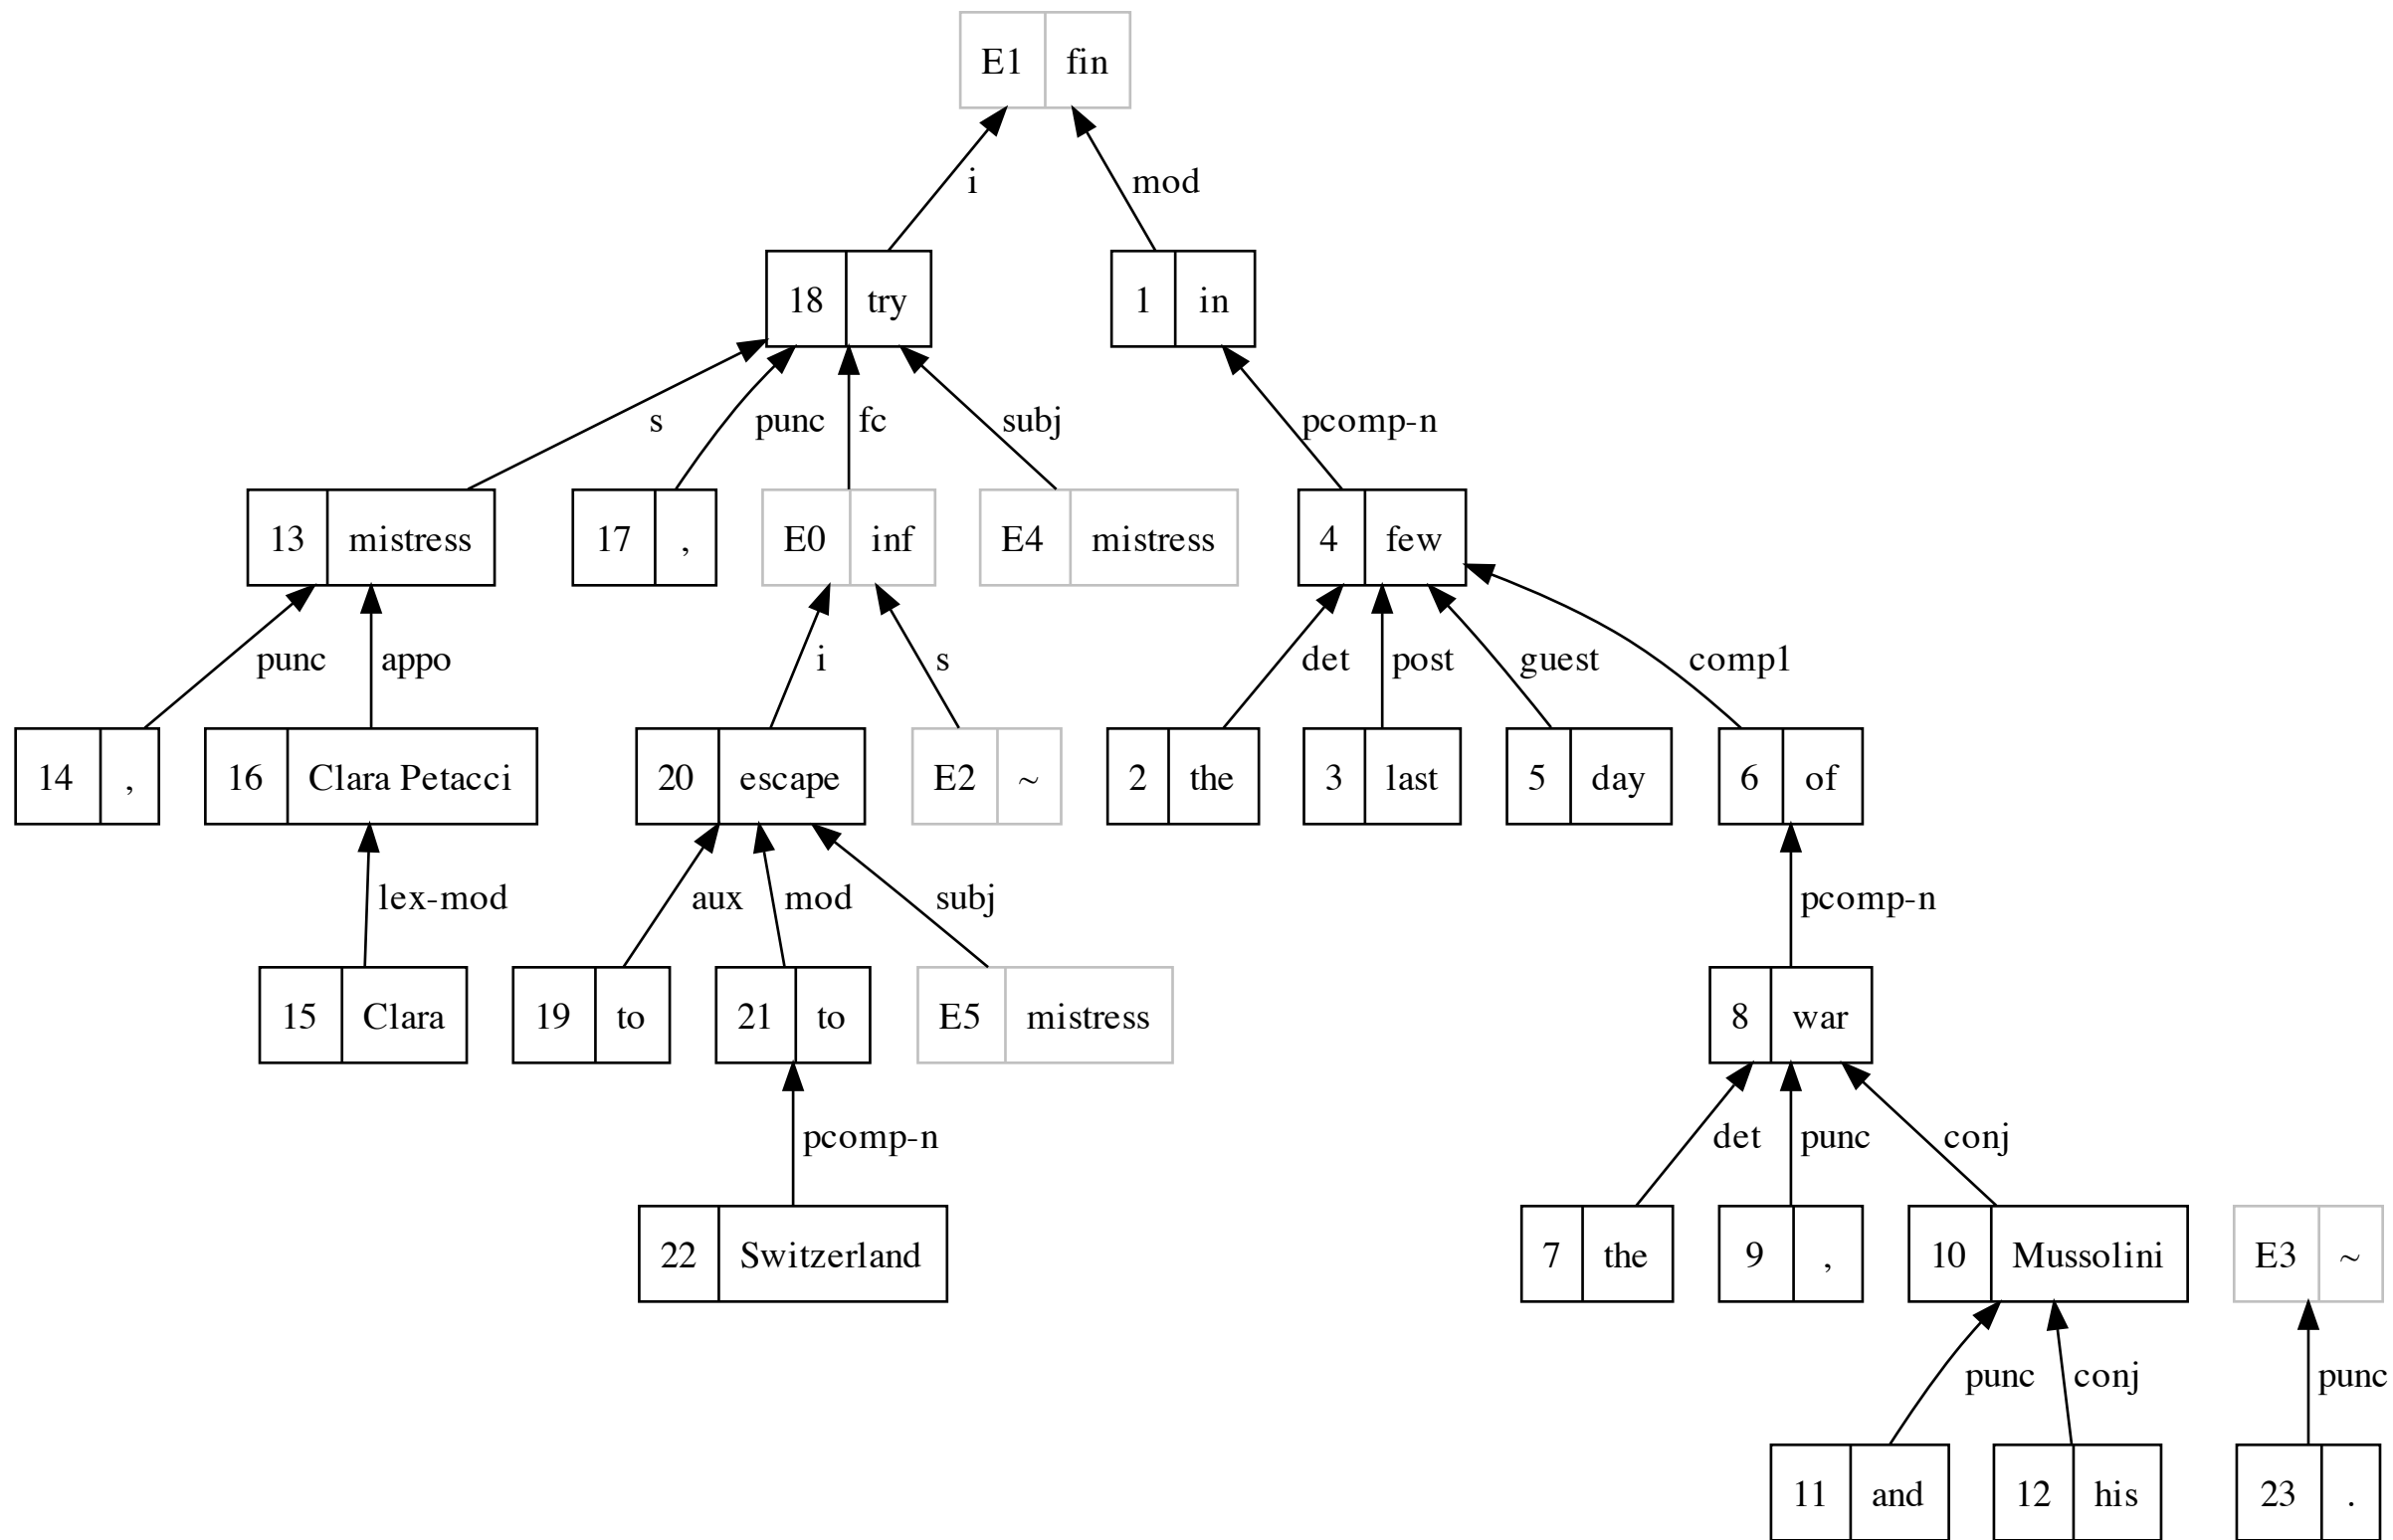 E1 fin
i mod
18 try 1 in
s punc fc subj pcomp-n
13 mistress 17 , E0 inf E4 mistress 4 few
punc appo i s det post guest comp1
14 , 16 Clara Petacci 20 escape E2 ~ 2 the 3 last 5 day 6 of
lex-mod aux mod subj pcomp-n
15 Clara 19 to 21 to E5 mistress 8 war
pcomp-n det punc conj
22 Switzerland 7 the 9 , 10 Mussolini E3 ~
punc conj punc
11 and 12 his 23 .